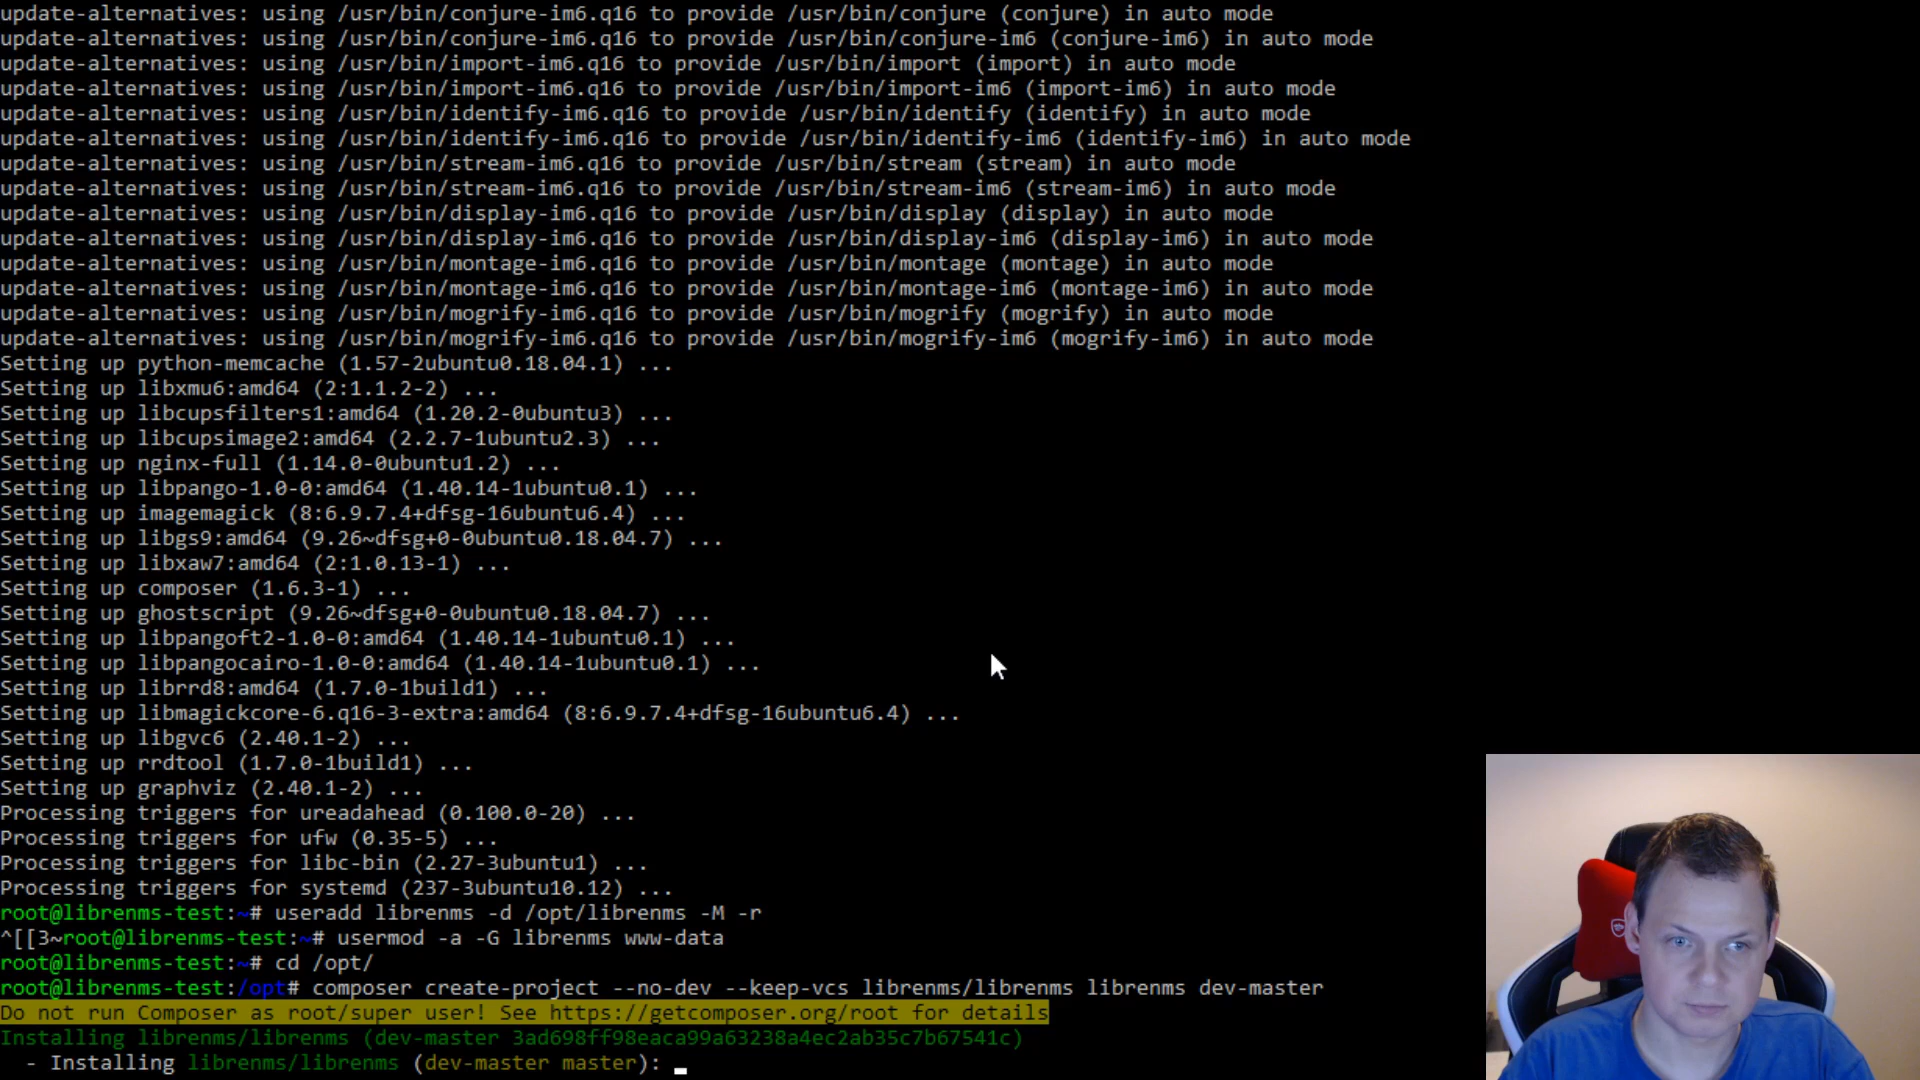 update-alternatives: using /usr/bin/conjure-im6.q16 to provide /usr/bin/conjure (conjure) in auto mode
update-alternatives: using /usr/bin/conjure-im6.q16 to provide /usr/bin/conjure-im6 (conjure-im6) in auto mode
update-alternatives: using /usr/bin/import-im6.q16 to provide /usr/bin/import (import) in auto mode
update-alternatives: using /usr/bin/import-im6.q16 to provide /usr/bin/import-im6 (import-im6) in auto mode
update-alternatives: using /usr/bin/identify-im6.q16 to provide /usr/bin/identify (identify) in auto mode
update-alternatives: using /usr/bin/identify-im6.q16 to provide /usr/bin/identify-im6 (identify-im6) in auto mode
update-alternatives: using /usr/bin/stream-im6.q16 to provide /usr/bin/stream (stream) in auto mode
update-alternatives: using /usr/bin/stream-im6.q16 to provide /usr/bin/stream-im6 (stream-im6) in auto mode
update-alternatives: using /usr/bin/display-im6.q16 to provide /usr/bin/display (display) in auto mode
update-alternatives: using /usr/bin/display-im6.q16 to provide /usr/bin/display-im6 (display-im6) in auto mode
update-alternatives: using /usr/bin/montage-im6.q16 to provide /usr/bin/montage (montage) in auto mode
update-alternatives: using /usr/bin/montage-im6.q16 to provide /usr/bin/montage-im6 (montage-im6) in auto mode
update-alternatives: using /usr/bin/mogrify-im6.q16 to provide /usr/bin/mogrify (mogrify) in auto mode
update-alternatives: using /usr/bin/mogrify-im6.q16 to provide /usr/bin/mogrify-im6 (mogrify-im6) in auto mode
Setting up python-memcache (1.57-2ubuntu0.18.04.1) ...
Setting up libxmu6:amd64 (2:1.1.2-2) ...
Setting up libcupsfilters1:amd64 (1.20.2-0ubuntu3) ...
Setting up libcupsimage2:amd64 (2.2.7-1ubuntu2.3) ...
Setting up nginx-full (1.14.0-0ubuntu1.2) ...
Setting up libpango-1.0-0:amd64 (1.40.14-1ubuntu0.1) ...
Setting up imagemagick (8:6.9.7.4+dfsg-16ubuntu6.4) ...
Setting up libgs9:amd64 (9.26~dfsg+0-0ubuntu0.18.04.7) ...
Setting up libxaw7:amd64 (2:1.0.13-1) ...
Setting up composer (1.6.3-1) ...
Setting up ghostscript (9.26~dfsg+0-0ubuntu0.18.04.7) ...
Setting up libpangoft2-1.0-0:amd64 (1.40.14-1ubuntu0.1) ...
Setting up libpangocairo-1.0-0:amd64 (1.40.14-1ubuntu0.1) ...
Setting up librrd8:amd64 (1.7.0-1build1) ...
Setting up libmagickcore-6.q16-3-extra:amd64 (8:6.9.7.4+dfsg-16ubuntu6.4) ...
Setting up libgvc6 (2.40.1-2) ...
Setting up rrdtool (1.7.0-1build1) ...
Setting up graphviz (2.40.1-2) ...
Processing triggers for ureadahead (0.100.0-20) ...
Processing triggers for ufw (0.35-5) ...
Processing triggers for libc-bin (2.27-3ubuntu1) ...
Processing triggers for systemd (237-3ubuntu10.12) ...
root@librenms-test:~# useradd librenms -d /opt/librenms -M -r
^[[3~root@librenms-test:~# usermod -a -G librenms www-data
root@librenms-test:~# cd /opt/
root@librenms-test:/opt# composer create-project --no-dev --keep-vcs librenms/librenms librenms dev-master
Do not run Composer as root/super user! See https://getcomposer.org/root for details
Installing librenms/librenms (dev-master 3ad698ff98eaca99a63238a4ec2ab35c7b67541c)
  - Installing librenms/librenms (dev-master master):